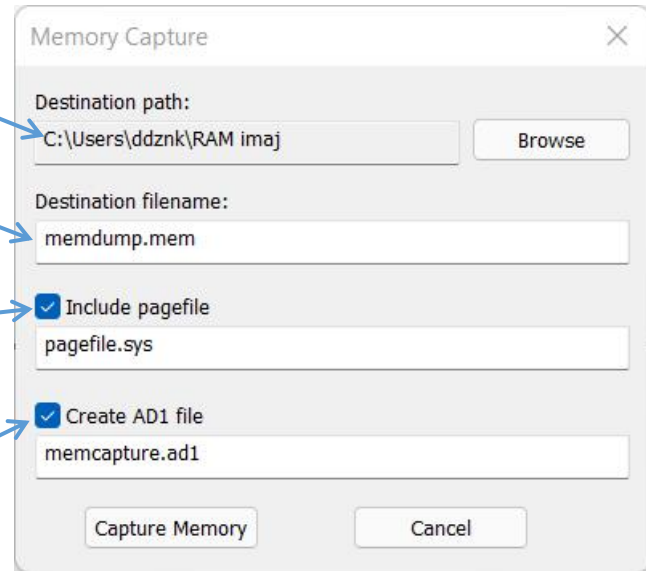 Memory Capture
Destination path:
C:\Users\ddznk\RAM imaj
Browse
Destination filename:
memdump.mem
Include pagefile
pagefile.sys
Create AD1 file
memcapture.ad1
Capture Memory
Cancel